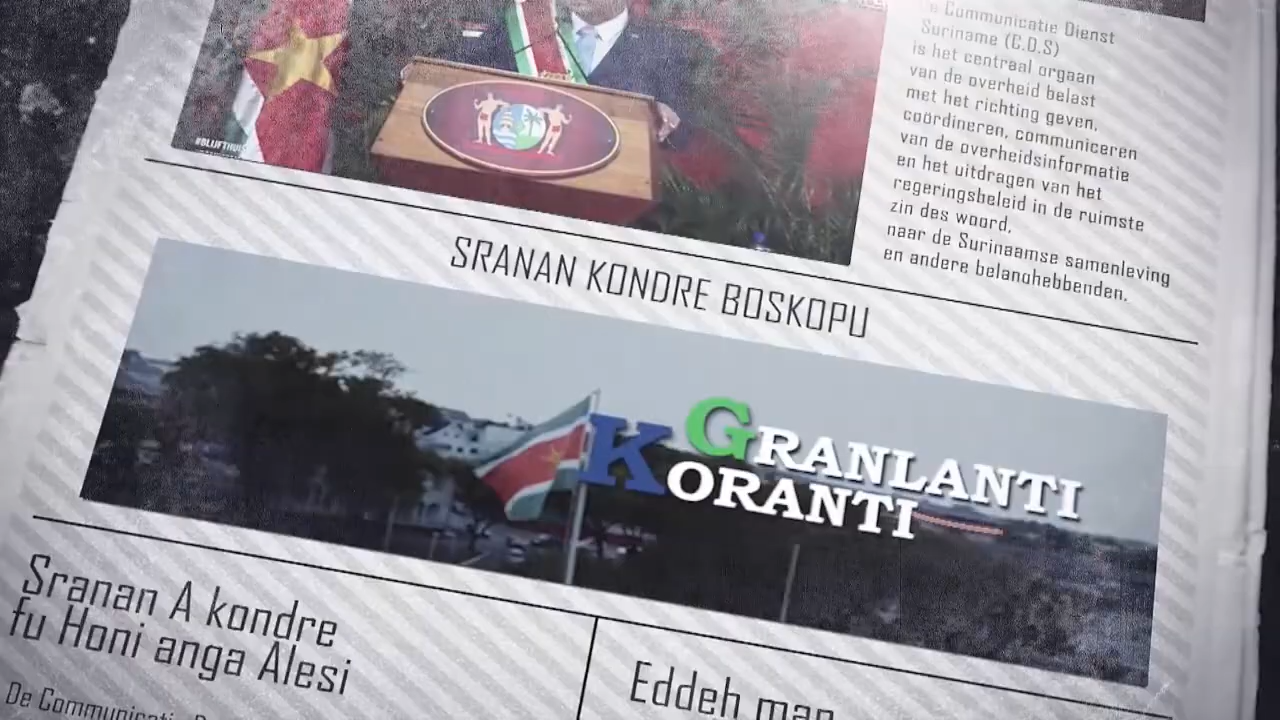 Communicatie Dienst
Suriname (C.D.S)
is het centraal orgaan
van de overheid belast
met het richting geven,
coördineren, communiceren
van de overheidsinformatie
en het uitdragen van het
regeringsbeleid in de ruimste
zin des woord,
naar de Surinaamse samenleving
en andere belanghebbenden.
SRANAN KONDRE BOSKOPU
GRANLANTI
KORANTI
Sranan A kondre
fu Honi anga Alesi
Eddeh man
De